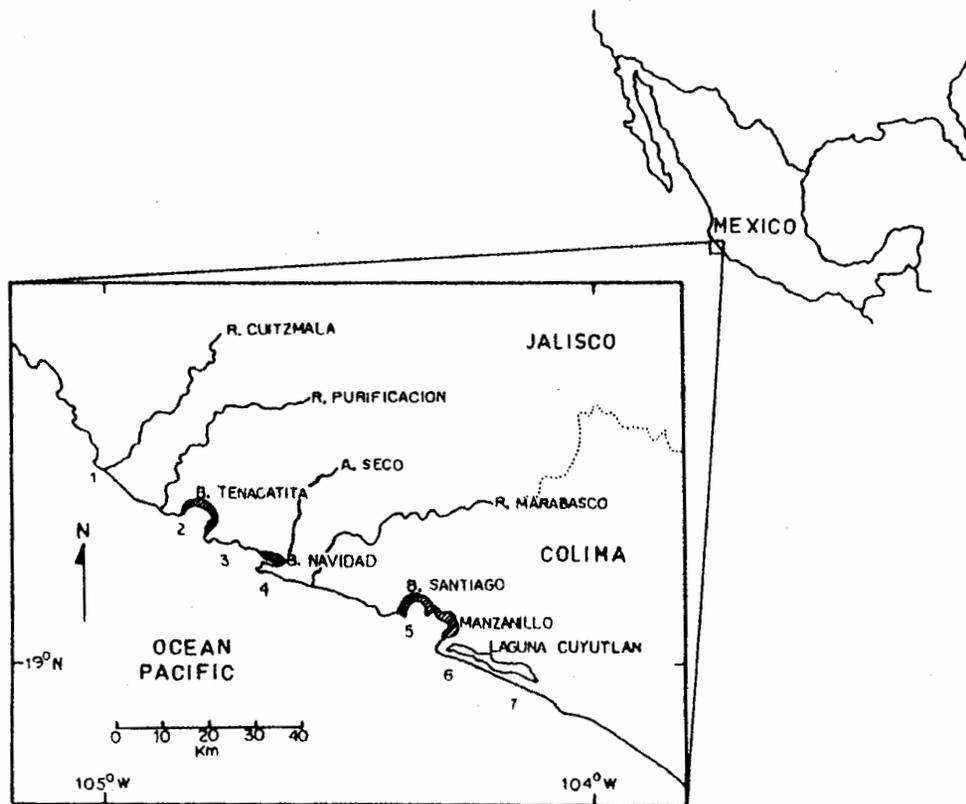 MEXICO
R. CUITZMALA
JALISCO
R. PURIFICACION
A. SECO
1
B. TENACATITA
R. MARABASCO
2
N
3
B. NAVIDAD
COLIMA
4
B. SANTIAGO
5
MANZANILLO
OCEAN
PACIFIC
19°N
LAGUNA CUYUTLAN
6
7
0 10 20 30 40
Km
105°W
104°W